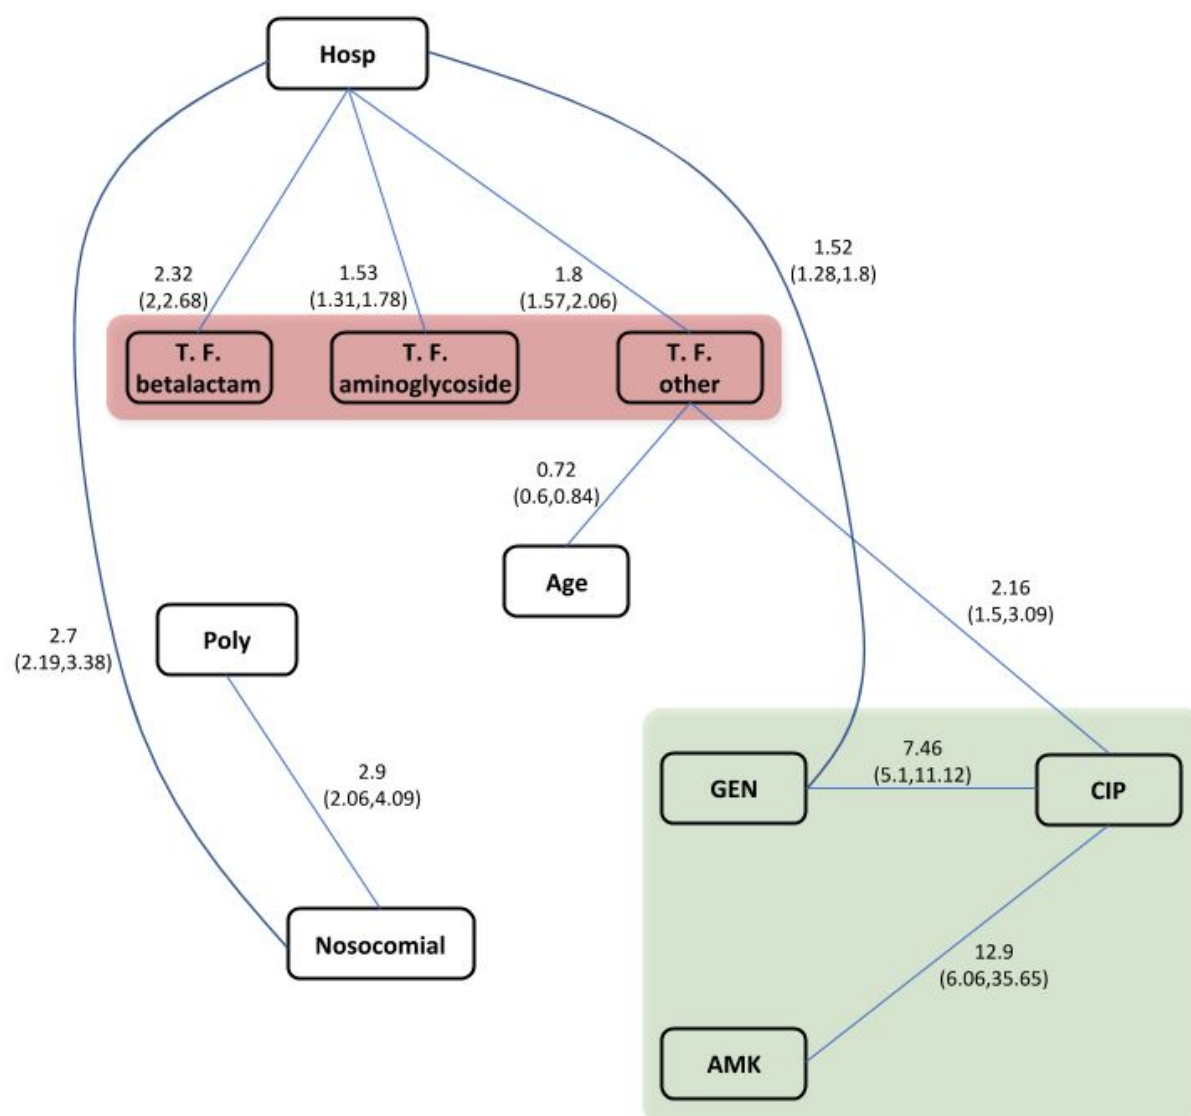 Hosp
1.52
(1.28,1.8)
2.32
(2,2.68)
1.53
(1.31,1.78)
1.8
(1.57,2.06)
T. F.
betalactam
T. F.
aminoglycoside
T. F.
other
0.72
(0.6,0.84)
Age
2.16
(1.5,3.09)
2.7
(2.19,3.38)
Poly
2.9
(2.06,4.09)
7.46
(5.1,11.12)
GEN
CIP
Nosocomial
12.9
(6.06,35.65)
AMK